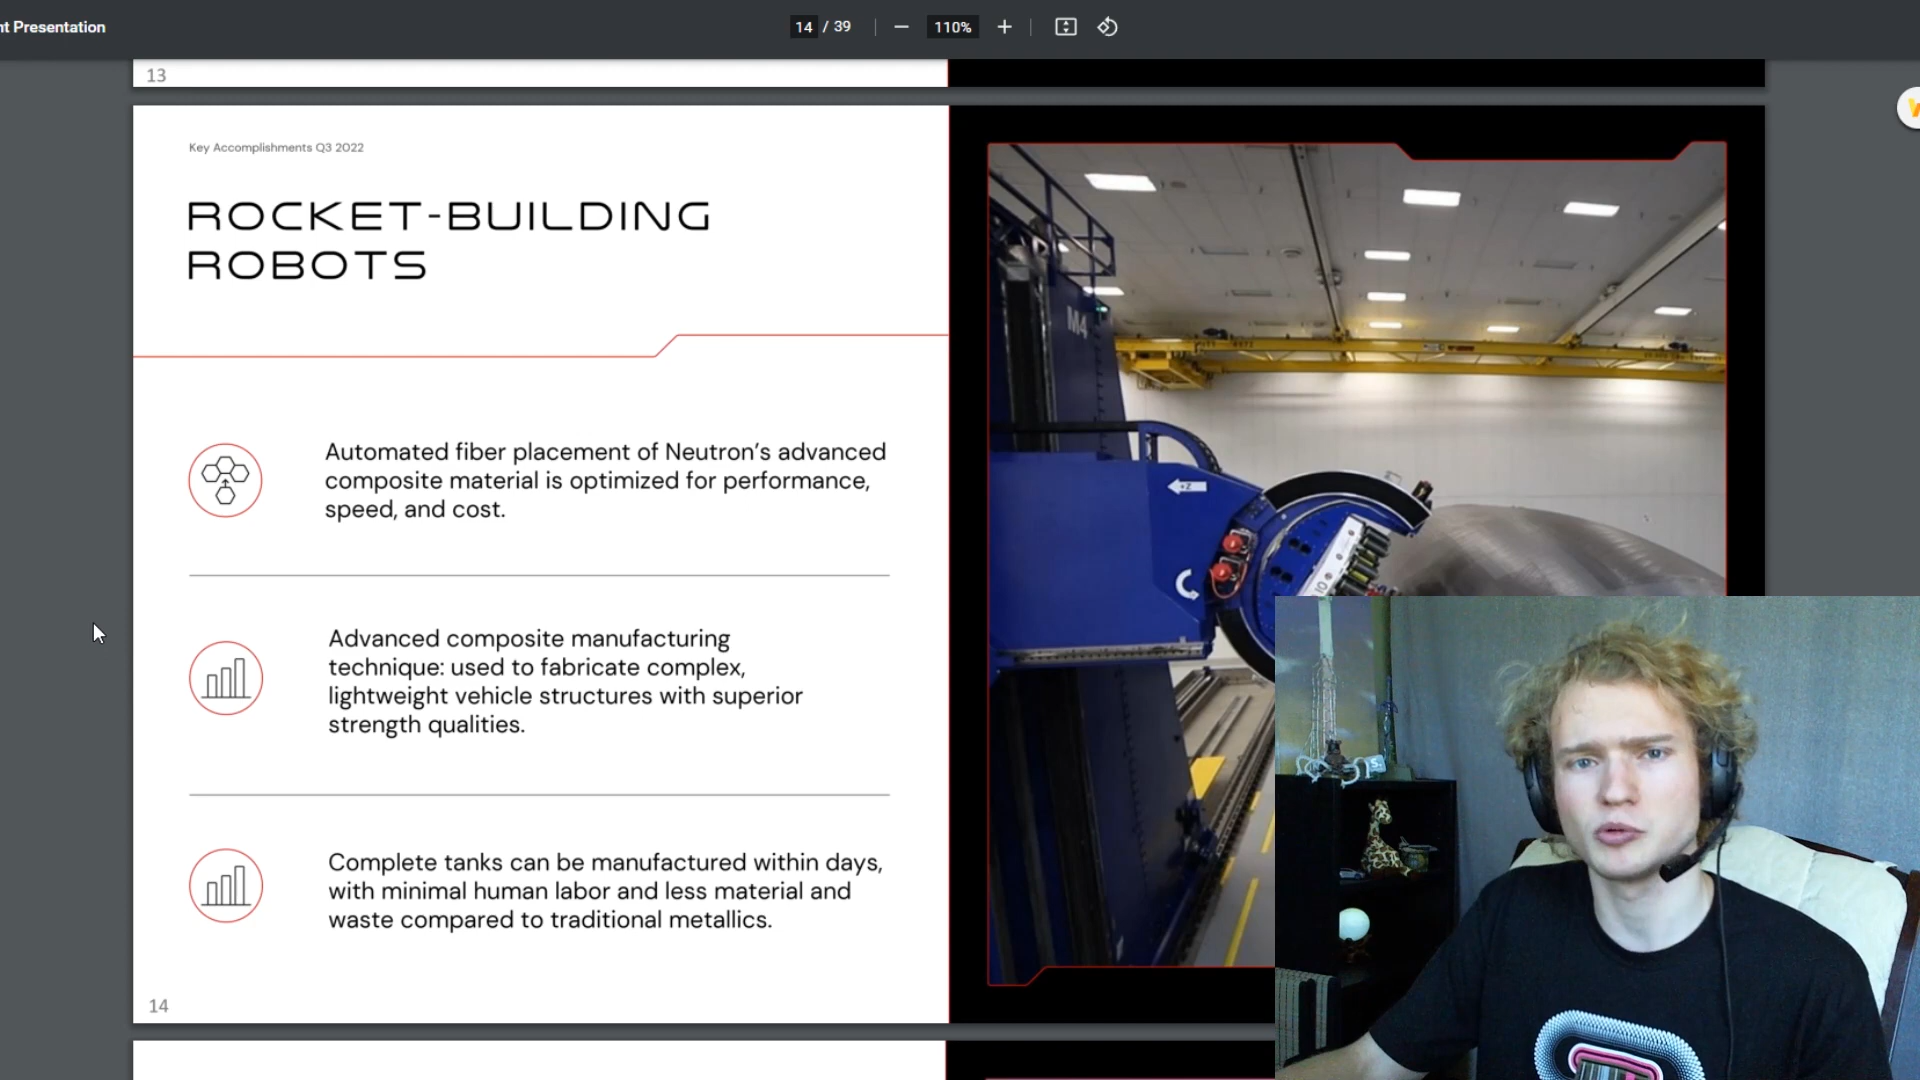 nt Presentation
14 / 39
110%
13
Key Accomplishments Q3 2022
ROCKET-BUILDING
ROBOTS
Automated fiber placement of Neutron's advanced
composite material is optimized for performance,
speed, and cost.
Advanced composite manufacturing
technique: used to fabricate complex,
lightweight vehicle structures with superior
strength qualities.
Complete tanks can be manufactured within days,
with minimal human labor and less material and
waste compared to traditional metallics.
14
M4
+Z
10